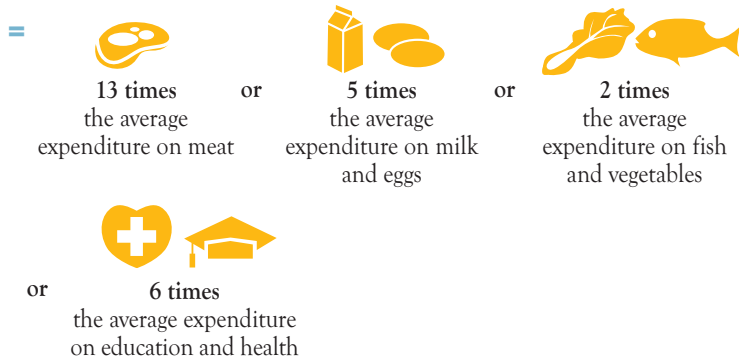 =
13 times or 5 times or 2 times
the average the average the average
expenditure on meat expenditure on milk expenditure on fish
and eggs and vegetables
or 6 times
the average expenditure
on education and health